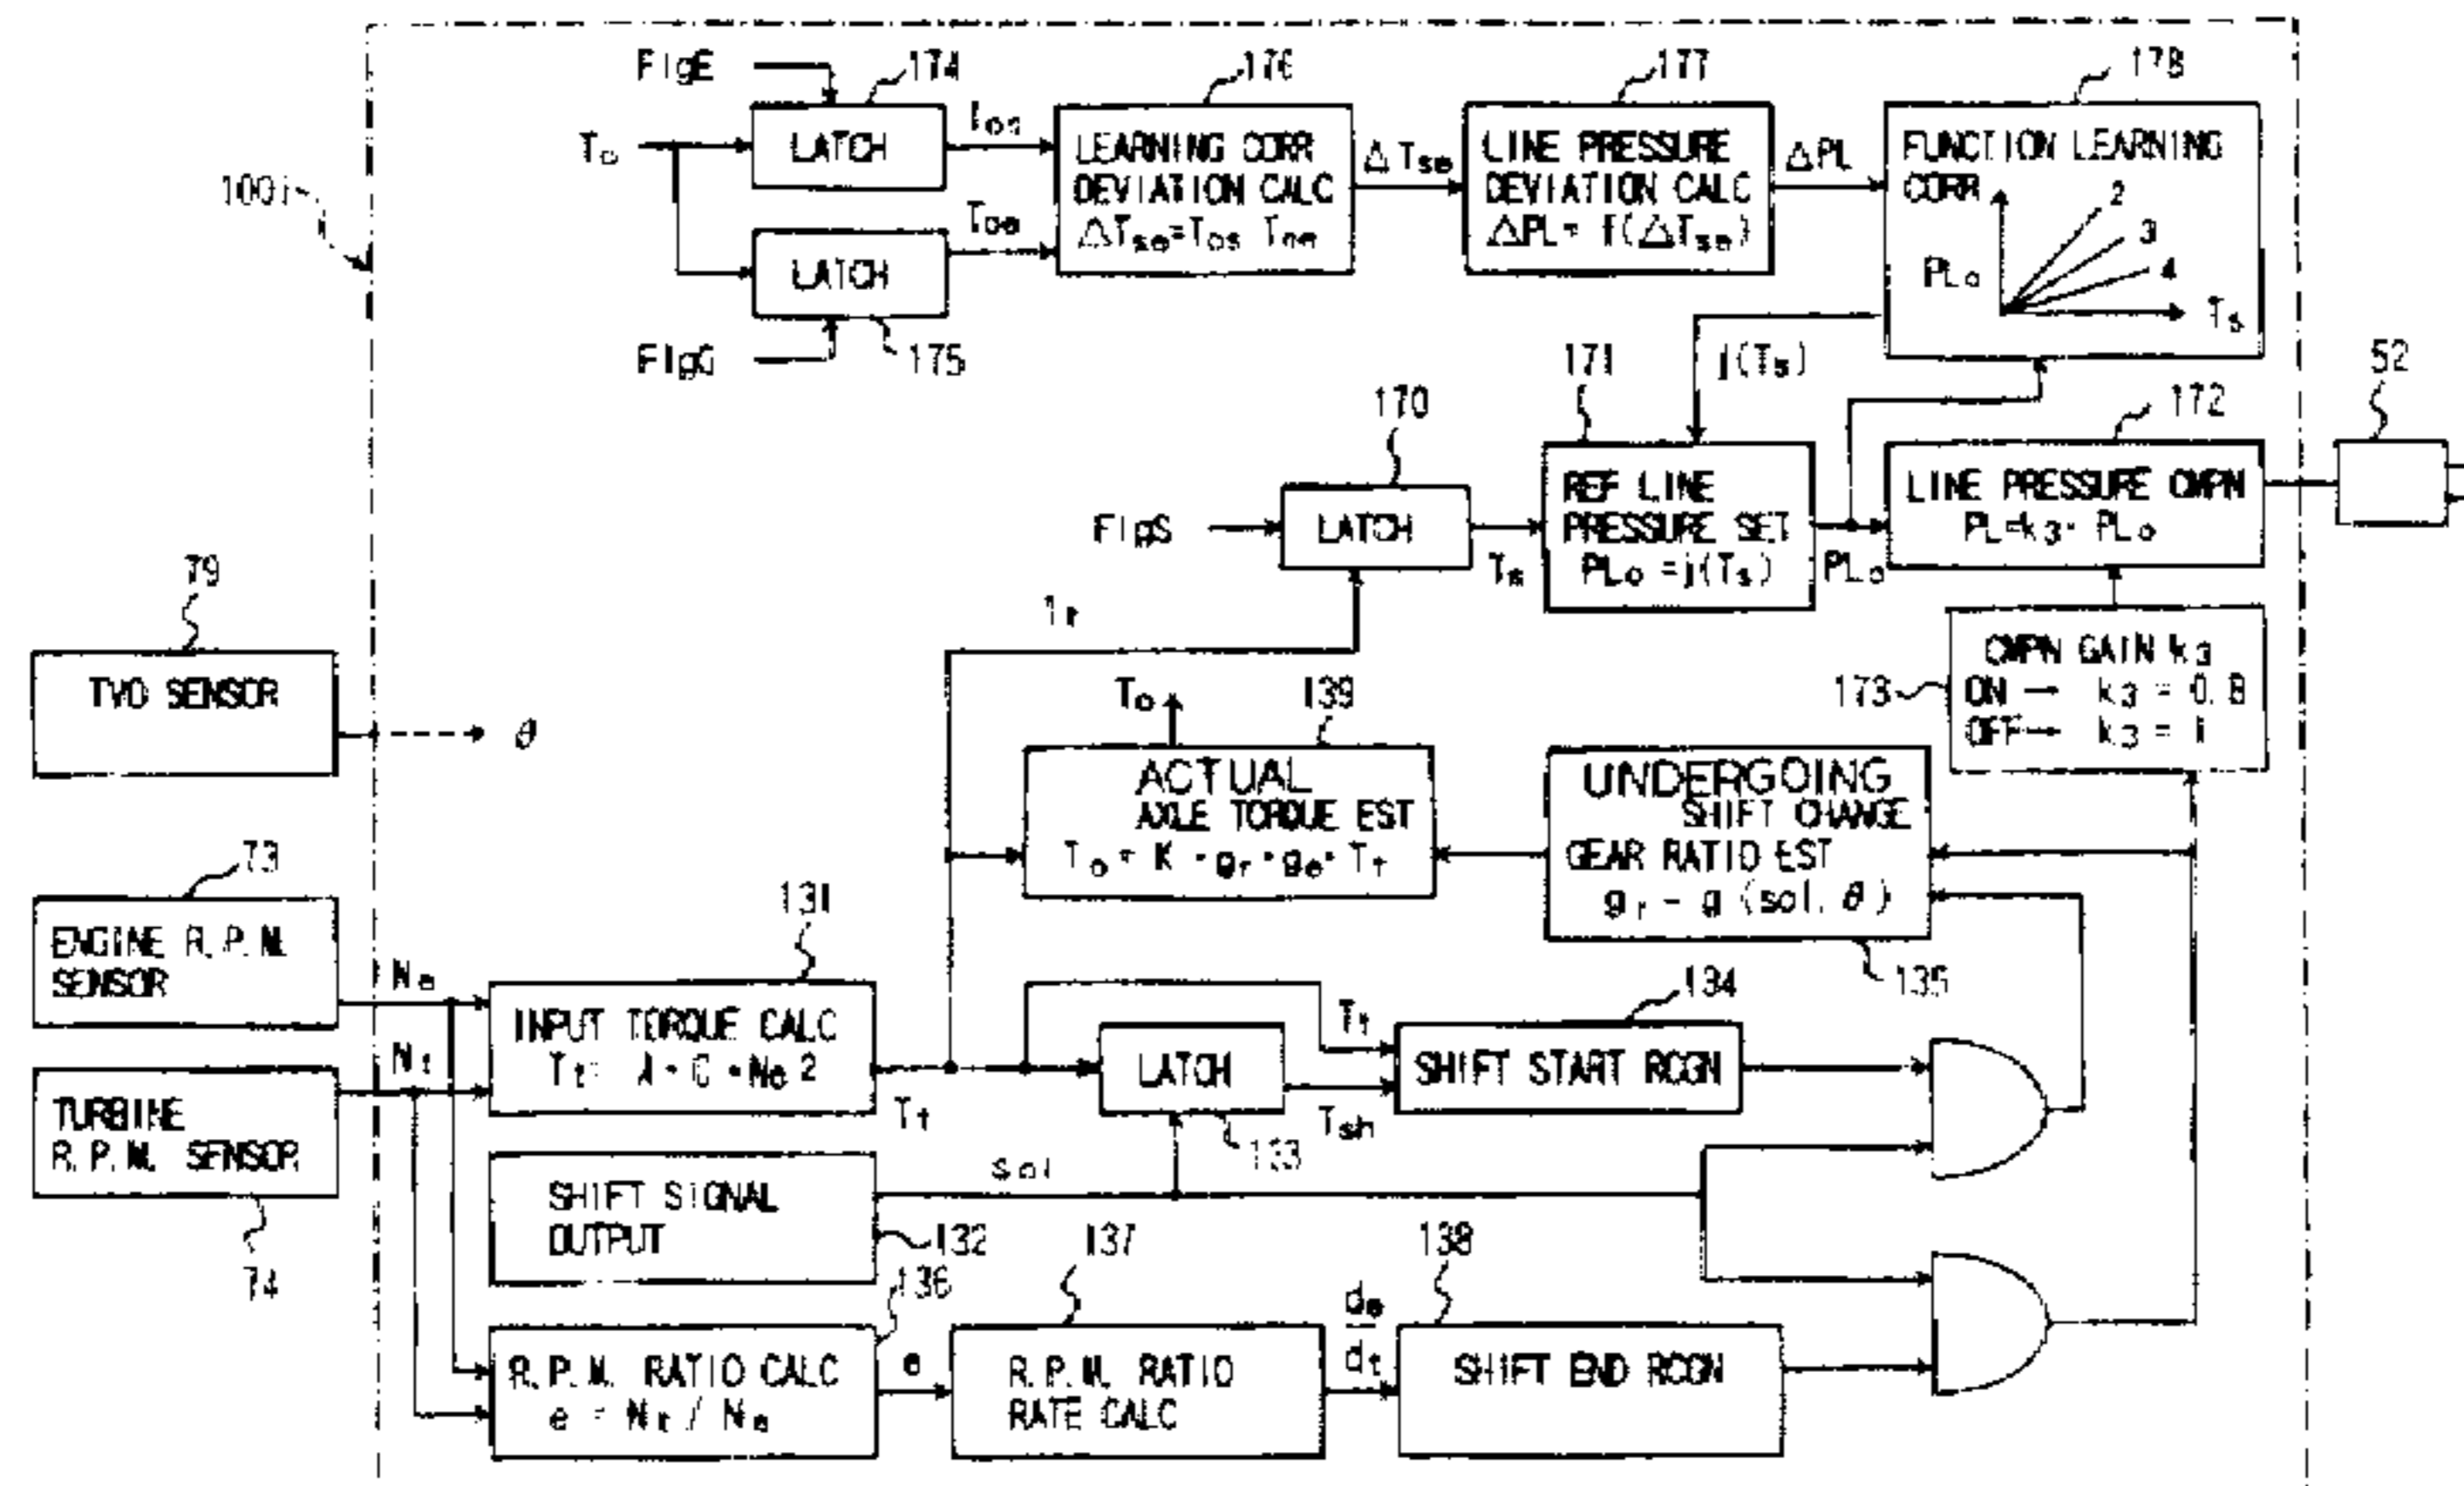 FlgE
174
176
177
178
To
LATCH
Tos
LEARNING CORR
DEVIATION CALC
△Tse=Tos Toe
△Tse
LINE PRESSURE
DEVIATION CALC
△PL= f(△Tse)
△PL
FUNCTION LEARNING
CORR
2
3
4
PLo
Ts
100j
Toe
LATCH
FlgG
175
171
j(Ts)
52
170
172
FlgS
LATCH
Ts
REF LINE
PRESSURE SET
PLo =j(Ts)
PLo
LINE PRESSURE CMPN
PL=k3· PLo
79
TVO SENSOR
θ
Tt
To
139
173
CMPN GAIN k3
ON → k3 = 0.8
OFF→ k3 = 1
ACTUAL
AXLE TORQUE EST
To = K ·gr·ge· Tt
UNDERGOING
SHIFT CHANGE
GEAR RATIO EST
gr = g (sol, θ)
135
73
ENGINE R.P.M.
SENSOR
Ne
131
INPUT TORQUE CALC
Tt= λ · C ·Ne 2
Tt
Nt
TURBINE
R.P.M. SENSOR
74
Tt
134
LATCH
Tsh
133
SHIFT START RCGN
SHIFT SIGNAL
OUTPUT
132
sol
136
137
138
R.P.M. RATIO CALC
e = Nt / Ne
e
R.P.M. RATIO
RATE CALC
de
dt
SHIFT END RCGN